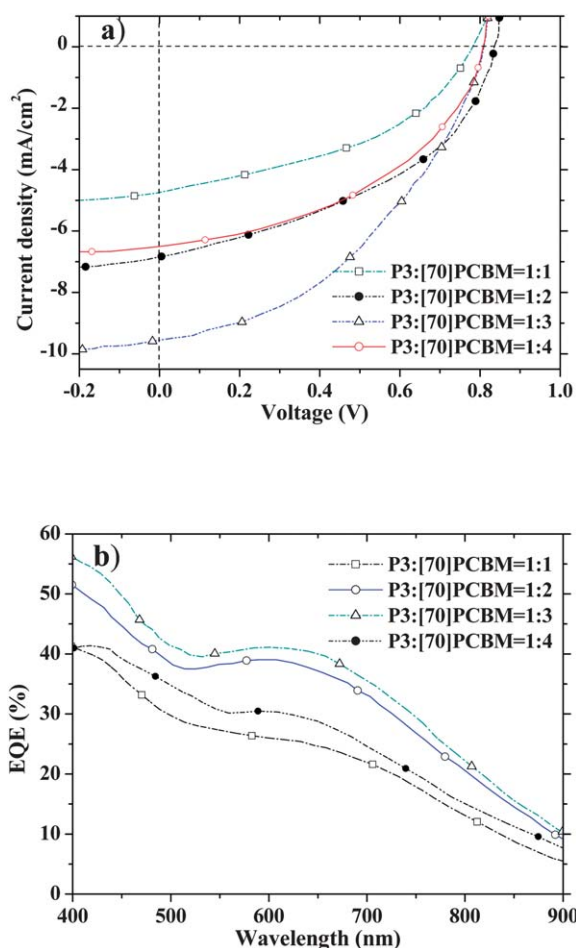 a)
0
-2
-4
-6
-8
-10
Current density (mA/cm²)
P3:[70]PCBM=1:1
P3:[70]PCBM=1:2
P3:[70]PCBM=1:3
P3:[70]PCBM=1:4
-0.2 0.0 0.2 0.4 0.6 0.8 1.0
Voltage (V)
b)
60
50
40
30
20
10
0
EQE (%)
P3:[70]PCBM=1:1
P3:[70]PCBM=1:2
P3:[70]PCBM=1:3
P3:[70]PCBM=1:4
400 500 600 700 800 900
Wavelength (nm)